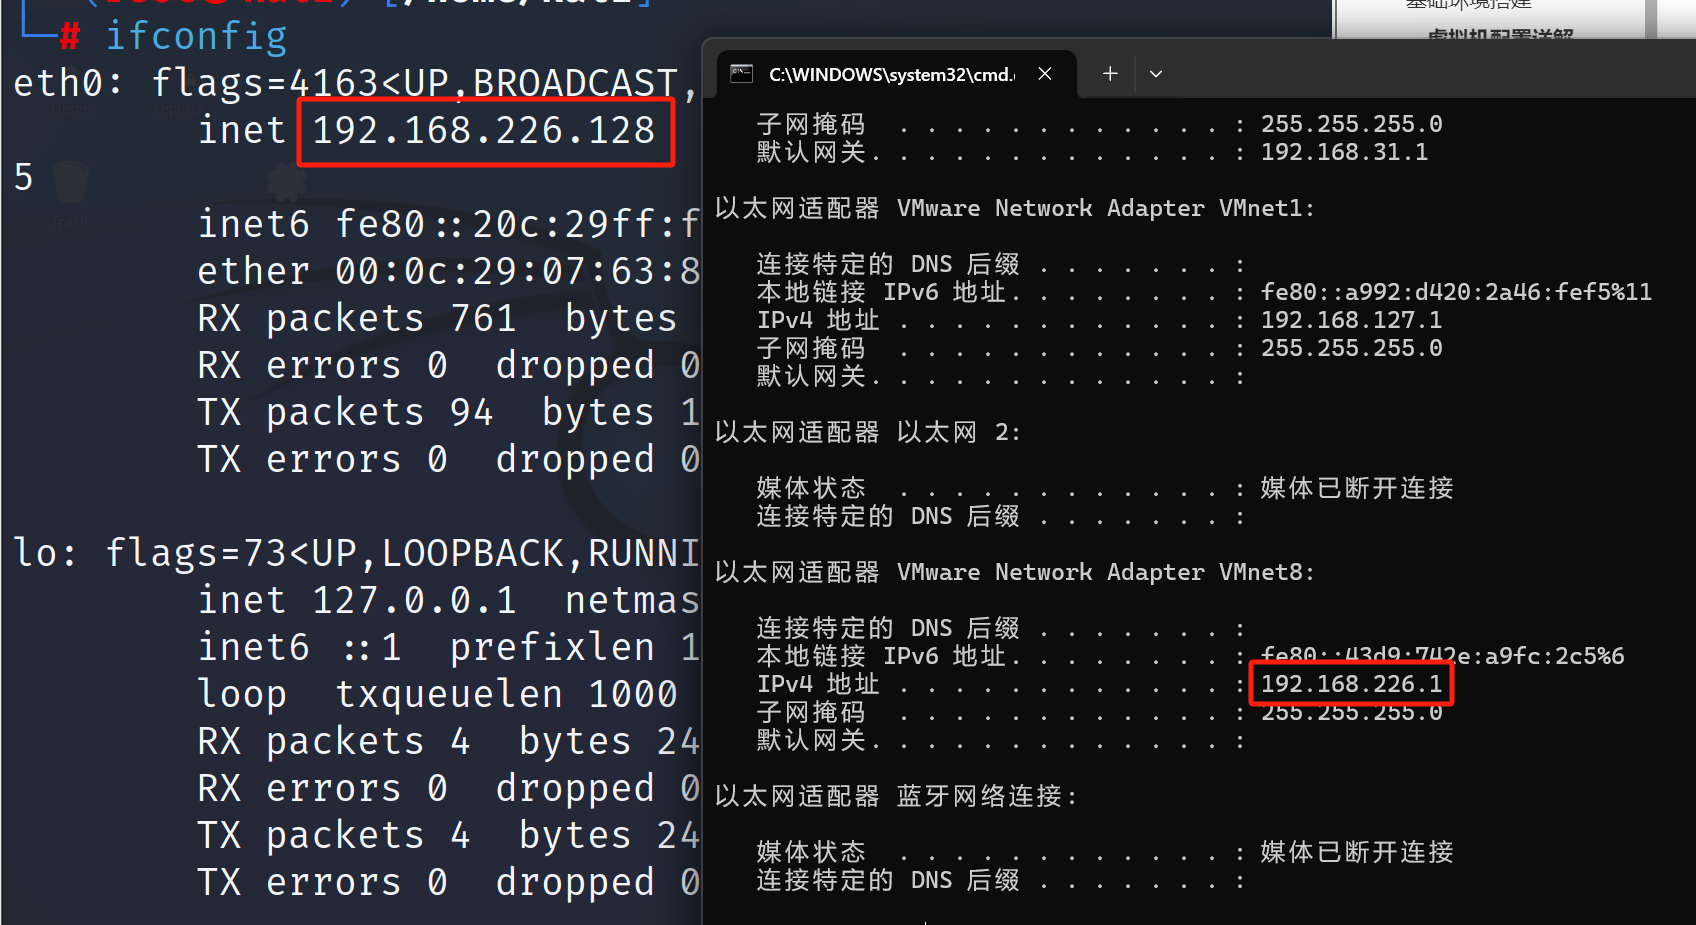 # ifconfig
eth0: flags=4163<UP,BROADCAST,
inet 192.168.226.128
5
inet6 fe80::20c:29ff:f
ether 00:0c:29:07:63:8
RX packets 761 bytes
RX errors 0 dropped 0
TX packets 94 bytes 1
TX errors 0 dropped 0
lo: flags=73<UP,LOOPBACK,RUNNI
inet 127.0.0.1 netmas
inet6 ::1 prefixlen 1
loop txqueuelen 1000
RX packets 4 bytes 24
RX errors 0 dropped 0
TX packets 4 bytes 24
TX errors 0 dropped 0
Home
reports
Trash
基础环境搭建
虚拟机配置详解
C:\WINDOWS\system32\cmd.
子网掩码 . . . . . . . . . . . . : 255.255.255.0
默认网关. . . . . . . . . . . . . : 192.168.31.1
以太网适配器 VMware Network Adapter VMnet1:
连接特定的 DNS 后缀 . . . . . . . :
本地链接 IPv6 地址. . . . . . . . : fe80::a992:d420:2a46:fef5%11
IPv4 地址 . . . . . . . . . . . . : 192.168.127.1
子网掩码 . . . . . . . . . . . . : 255.255.255.0
默认网关. . . . . . . . . . . . . :
以太网适配器 以太网 2:
媒体状态 . . . . . . . . . . . . : 媒体已断开连接
连接特定的 DNS 后缀 . . . . . . . :
以太网适配器 VMware Network Adapter VMnet8:
连接特定的 DNS 后缀 . . . . . . . :
本地链接 IPv6 地址. . . . . . . . : fe80::43d9:742e:a9fc:2c5%6
IPv4 地址 . . . . . . . . . . . . : 192.168.226.1
子网掩码 . . . . . . . . . . . . : 255.255.255.0
默认网关. . . . . . . . . . . . . :
以太网适配器 蓝牙网络连接:
媒体状态 . . . . . . . . . . . . : 媒体已断开连接
连接特定的 DNS 后缀 . . . . . . . :